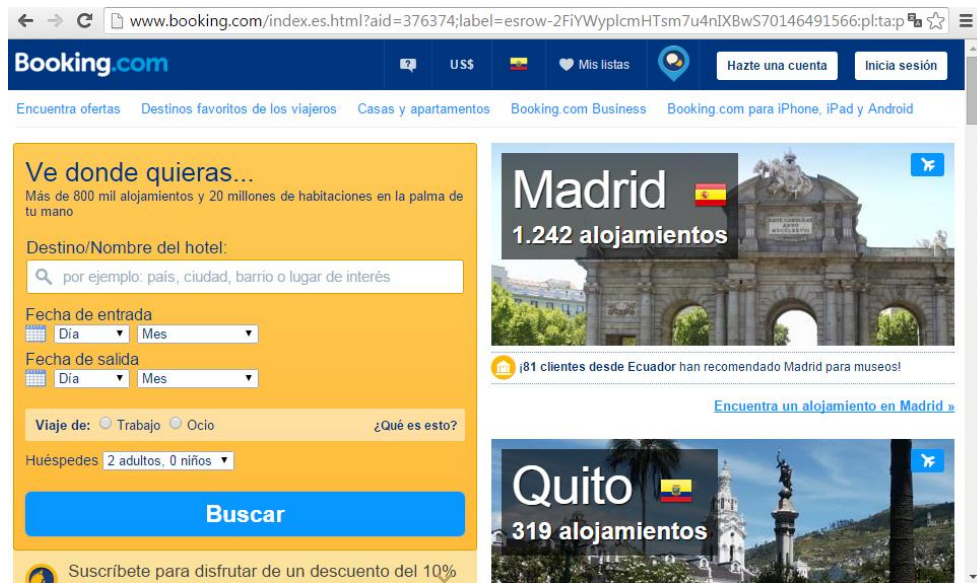 www.booking.com/index.es.html?aid=376374;label=esrow-2FiYWyplcmHTsm7u4nIXBwS70146491566:pl:ta:p
Booking.com
US$
Mis listas
Hazte una cuenta
Inicia sesión
Encuentra ofertas
Destinos favoritos de los viajeros
Casas y apartamentos
Booking.com Business
Booking.com para iPhone, iPad y Android
Ve donde quieras...
Más de 800 mil alojamientos y 20 millones de habitaciones en la palma de
tu mano
Destino/Nombre del hotel:
por ejemplo: país, ciudad, barrio o lugar de interés
Fecha de entrada
Día Mes
Fecha de salida
Día Mes
Viaje de: Trabajo Ocio ¿Qué es esto?
Huéspedes 2 adultos, 0 niños
Buscar
Suscríbete para disfrutar de un descuento del 10%
Madrid
1.242 alojamientos
¡81 clientes desde Ecuador han recomendado Madrid para museos!
Encuentra un alojamiento en Madrid »
Quito
319 alojamientos